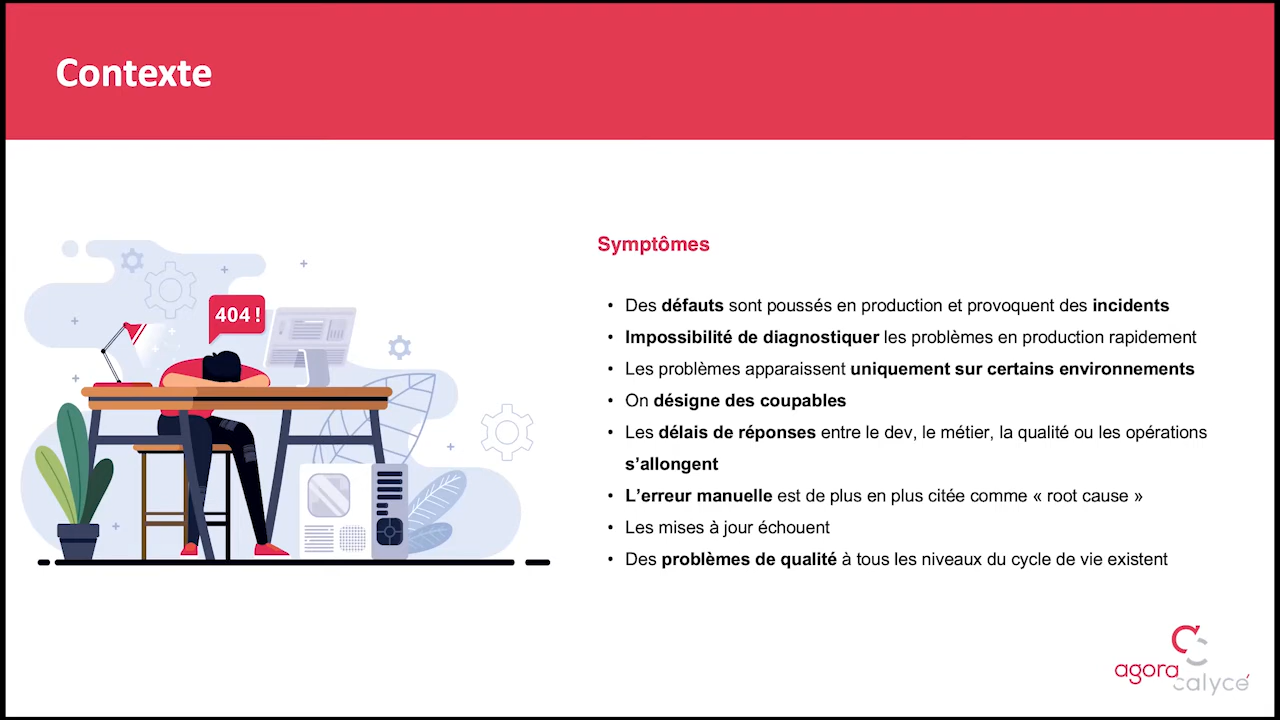 Contexte
404 !
Symptômes
• Des défauts sont poussés en production et provoquent des incidents
• Impossibilité de diagnostiquer les problèmes en production rapidement
• Les problèmes apparaissent uniquement sur certains environnements
• On désigne des coupables
• Les délais de réponses entre le dev, le métier, la qualité ou les opérations
s’allongent
• L’erreur manuelle est de plus en plus citée comme « root cause »
• Les mises à jour échouent
• Des problèmes de qualité à tous les niveaux du cycle de vie existent
agora
calycé